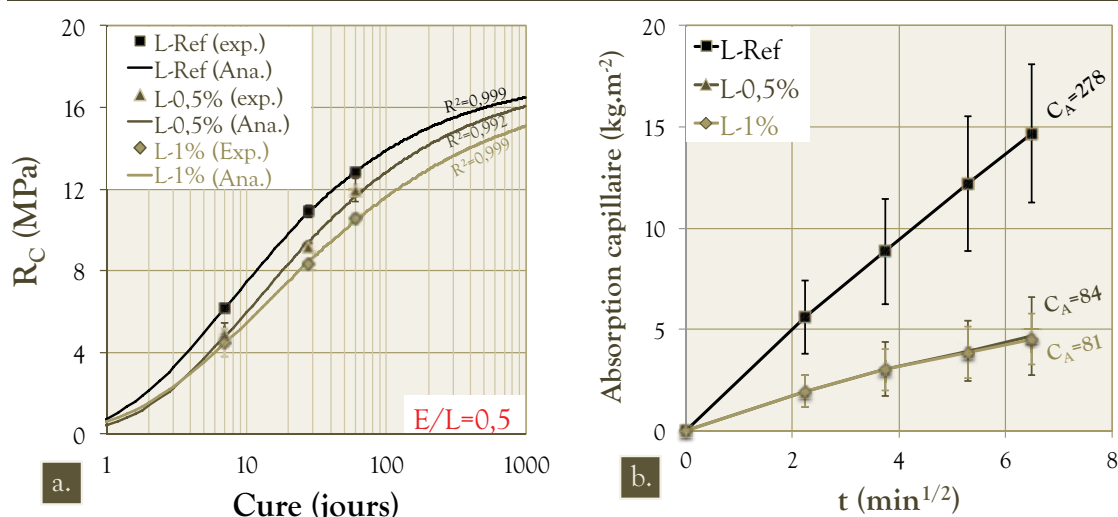 20
16
12
8
4
0
R_C (MPa)
L-Ref (exp.)
L-Ref (Ana.)
L-0,5% (exp.)
L-0,5% (Ana.)
L-1% (Exp.)
L-1% (Ana.)
R²=0,999
R²=0,992
R²=0,999
E/L=0,5
1 10 100 1000
a.
Cure (jours)
Absorption capillaire (kg.m⁻²)
20
15
10
5
0
L-Ref
L-0,5%
L-1%
C_A=278
C_A=84
C_A=81
0 2 4 6 8
b.
t (min^1/2)